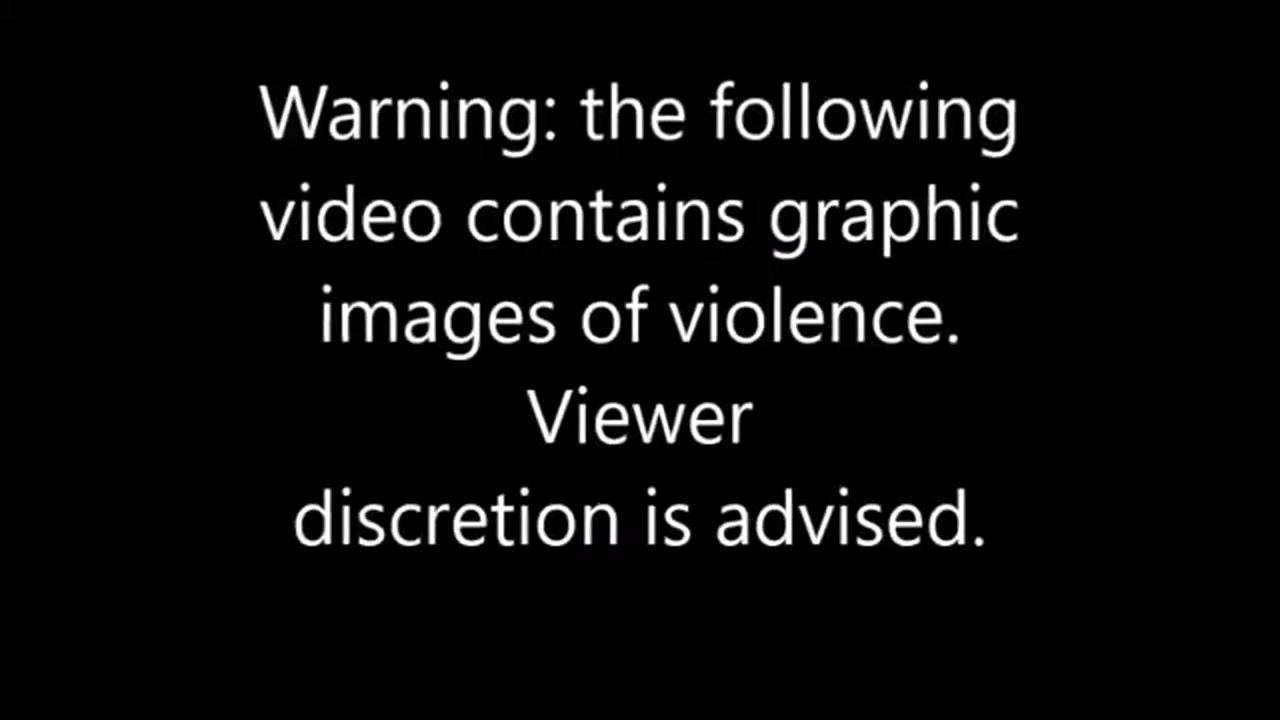 Warning: the following
video contains graphic
images of violence.
Viewer
discretion is advised.